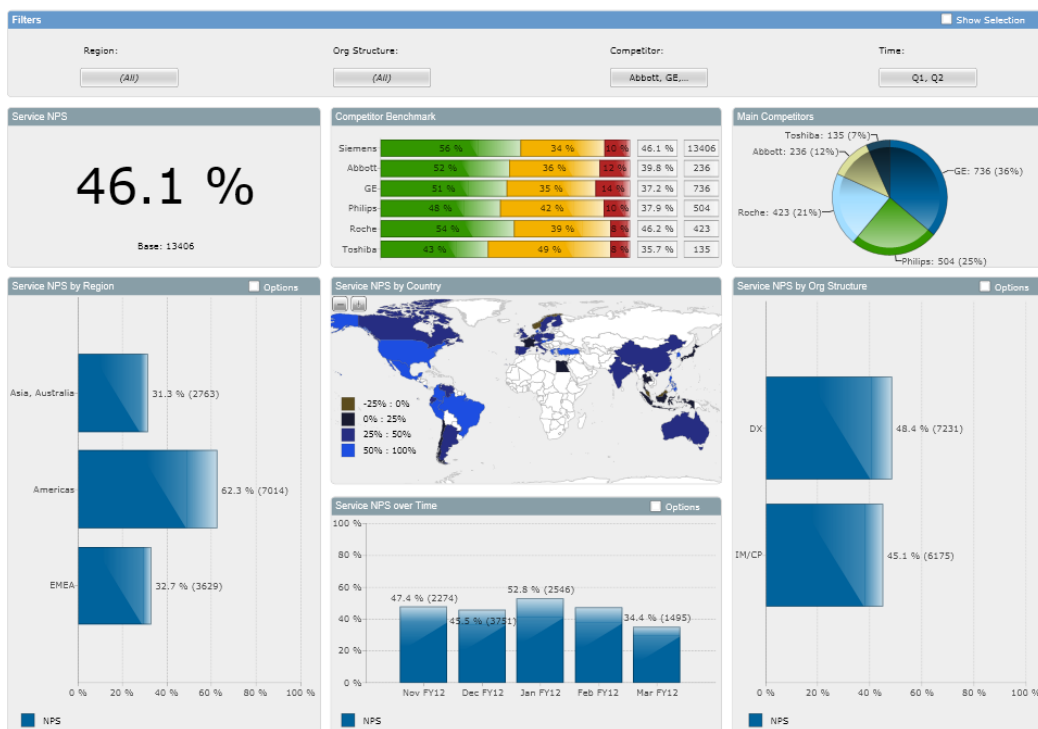 Filters
Show Selection
Region: Org Structure: Competitor: Time:
(All) (All) Abbott, GE,... Q1, Q2
Service NPS
46.1 %
Base: 13406
Competitor Benchmark
Siemens 56 % 34 % 10 % 46.1 % 13406
Abbott 52 % 36 % 12 % 39.8 % 236
GE 51 % 35 % 14 % 37.2 % 736
Philips 48 % 42 % 10 % 37.9 % 504
Roche 54 % 39 % 8 % 46.2 % 423
Toshiba 43 % 49 % 8 % 35.7 % 135
Main Competitors
Toshiba: 135 (7%)
Abbott: 236 (12%)
GE: 736 (36%)
Roche: 423 (21%)
Philips: 504 (25%)
Service NPS by Region
Options
Asia, Australia 31.3 % (2763)
Americas 62.3 % (7014)
EMEA 32.7 % (3629)
0 % 20 % 40 % 60 % 80 % 100 %
NPS
Service NPS by Country
-25% : 0%
0% : 25%
25% : 50%
50% : 100%
Service NPS over Time
Options
100 %
80 %
60 %
40 %
20 %
0 %
47.4 % (2274)
45.5 % (3751)
52.8 % (2546)
34.4 % (1495)
Nov FY12 Dec FY12 Jan FY12 Feb FY12 Mar FY12
NPS
Service NPS by Org Structure
Options
DX 48.4 % (7231)
IM/CP 45.1 % (6175)
0 % 20 % 40 % 60 % 80 % 100 %
NPS